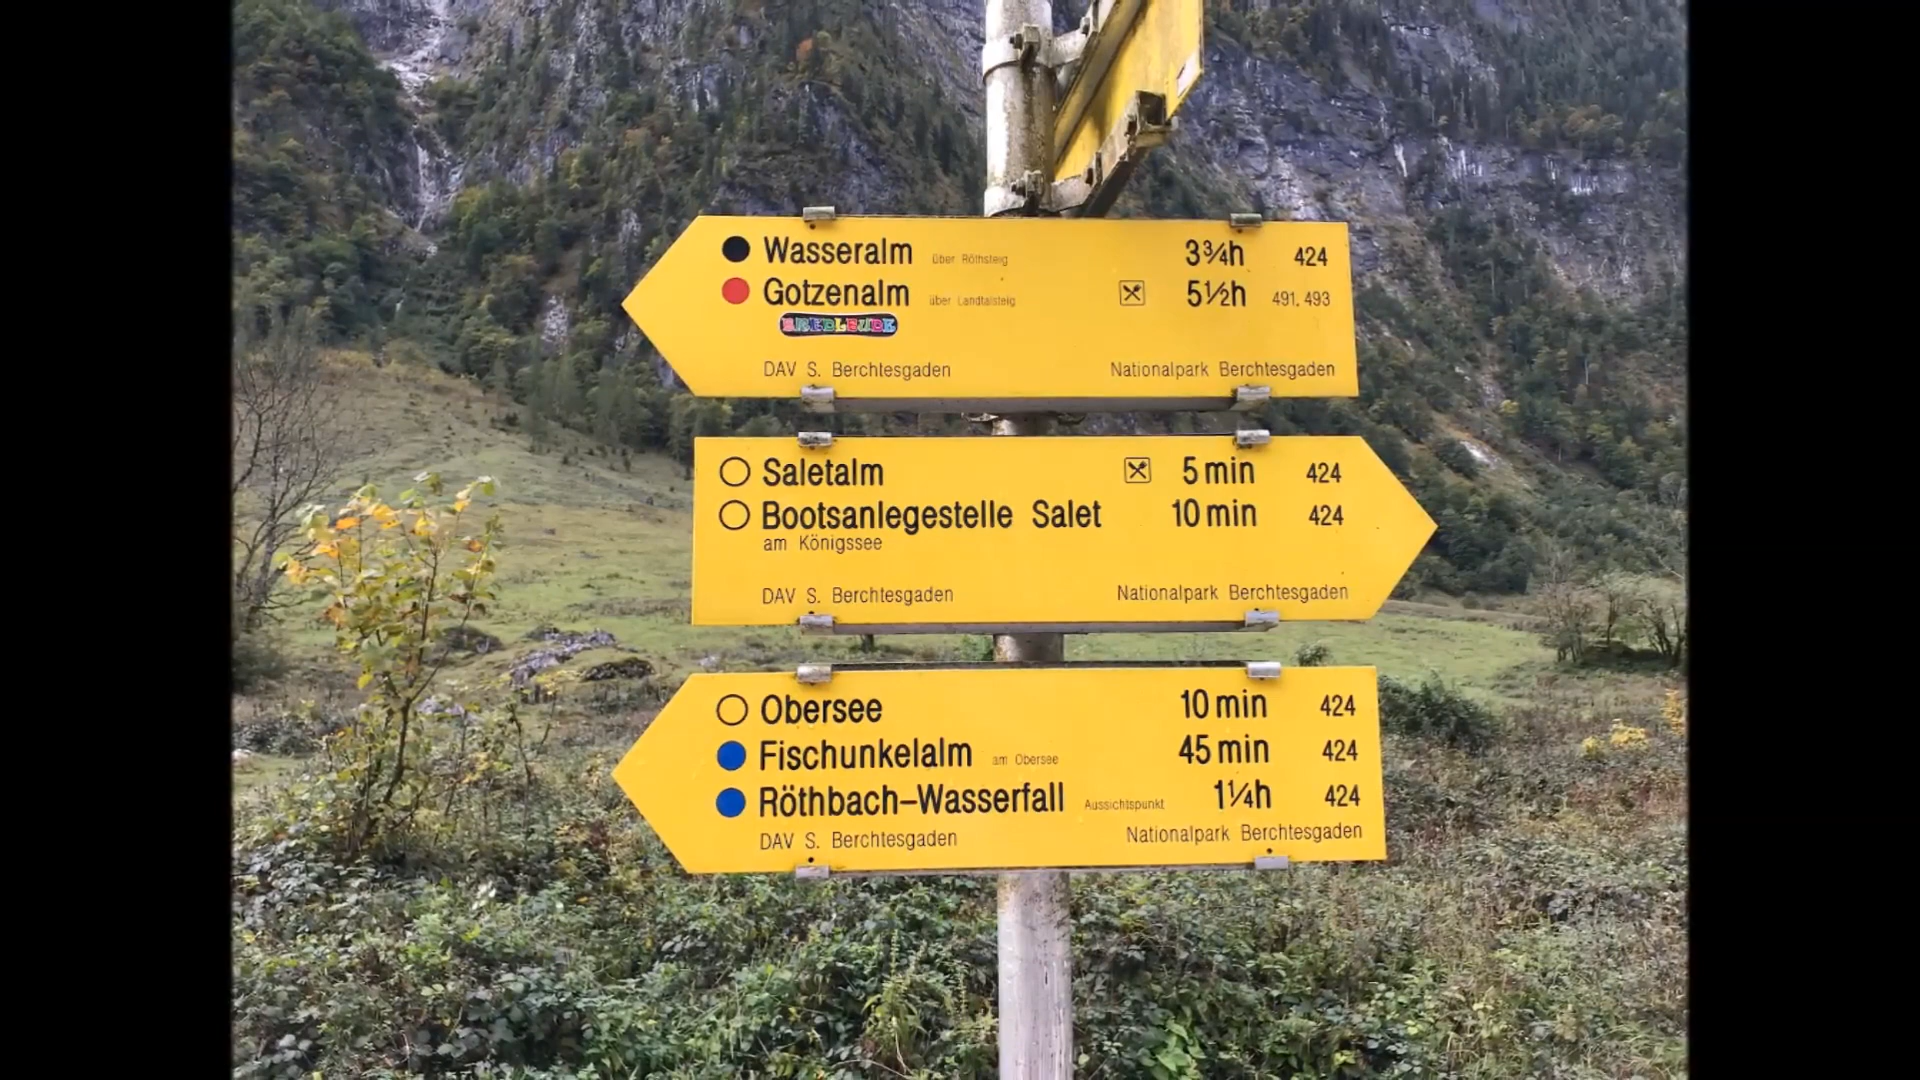 Wasseralm über Röthsteig 3¾h 424
Gotzenalm über Landtalsteig 5½h 491, 493
BREDLEUDE
DAV S. Berchtesgaden Nationalpark Berchtesgaden
Saletalm 5 min 424
Bootsanlegestelle Salet 10 min 424
am Königssee
DAV S. Berchtesgaden Nationalpark Berchtesgaden
Obersee 10 min 424
Fischunkelalm am Obersee 45 min 424
Röthbach-Wasserfall Aussichtspunkt 1¼h 424
DAV S. Berchtesgaden Nationalpark Berchtesgaden